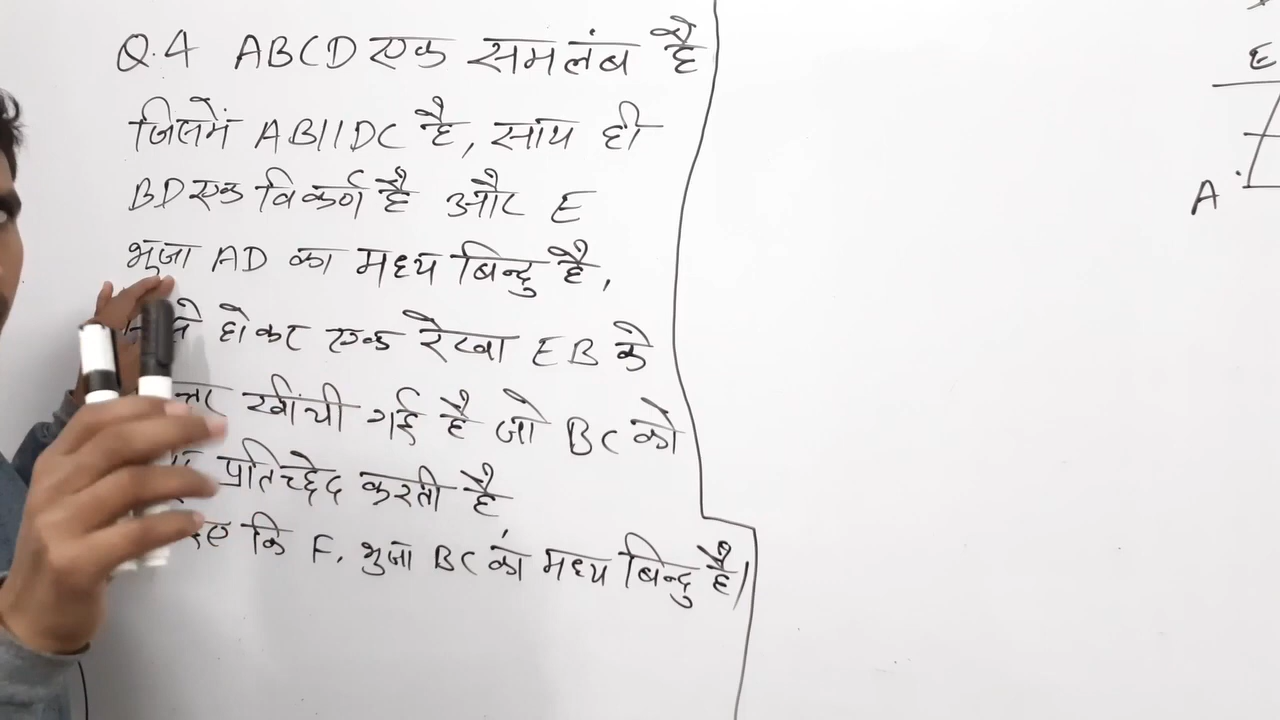 Q.4 ABCD एक समलंब है
जिसमें AB||DC है, साथ ही
BD एक विकर्ण है और E
भुजा AD का मध्य बिन्दु है,
होकर एक रेखा EB के
खींची गई है जो BC को
प्रतिच्छेद करती है
कि F, भुजा BC का मध्य बिन्दु है।
E
A